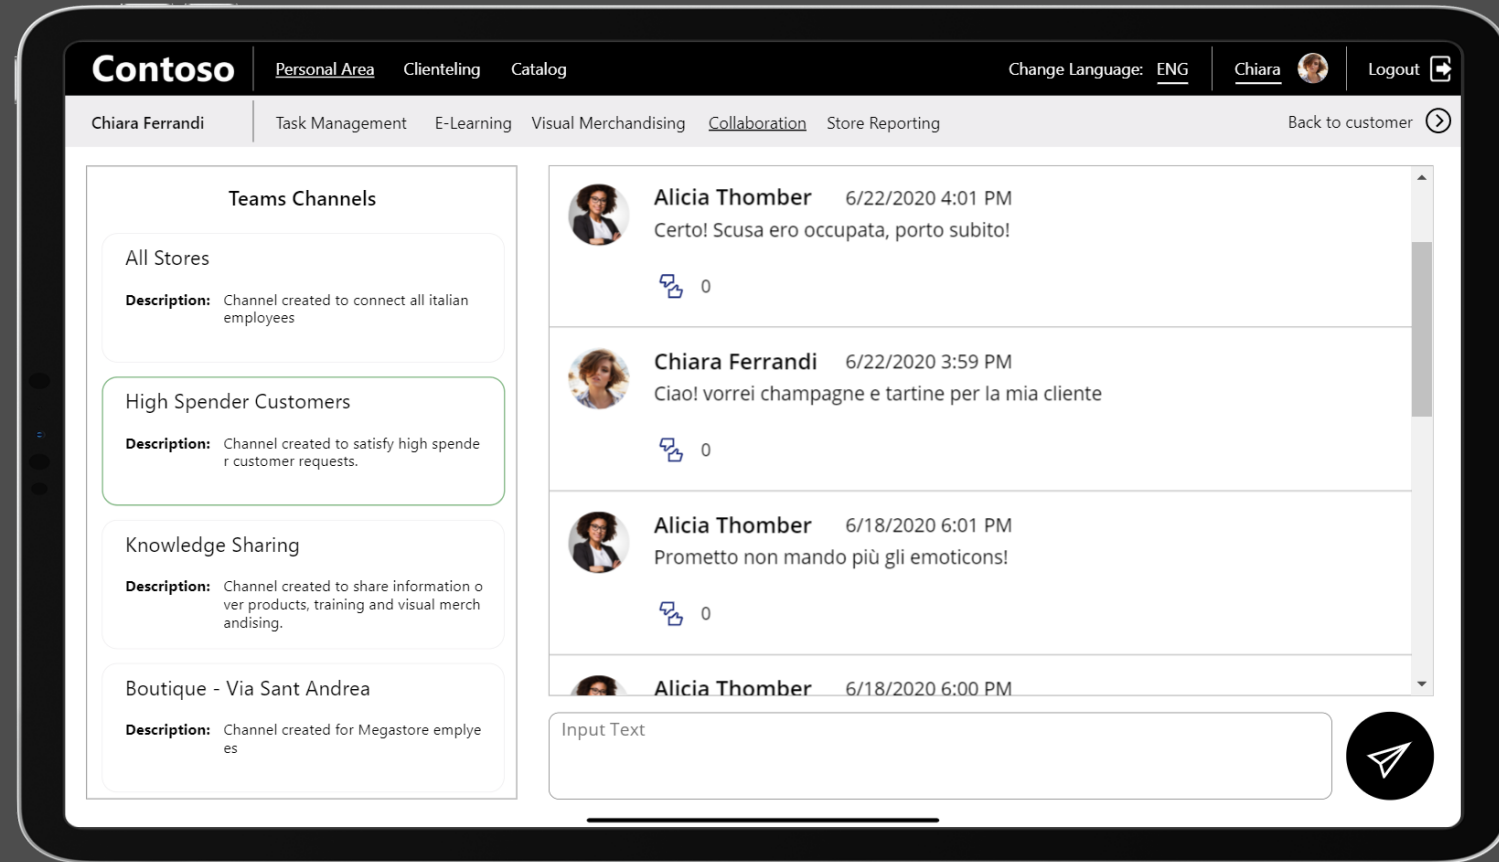 Contoso
Personal Area
Clienteling
Catalog
Change Language: ENG
Chiara
Logout
Chiara Ferrandi
Task Management
E-Learning
Visual Merchandising
Collaboration
Store Reporting
Back to customer
Teams Channels
All Stores
Description: Channel created to connect all italian
employees
High Spender Customers
Description: Channel created to satisfy high spende
r customer requests.
Knowledge Sharing
Description: Channel created to share information o
ver products, training and visual merch
andising.
Boutique - Via Sant Andrea
Description: Channel created for Megastore emplye
es
Alicia Thomber 6/22/2020 4:01 PM
Certo! Scusa ero occupata, porto subito!
0
Chiara Ferrandi 6/22/2020 3:59 PM
Ciao! vorrei champagne e tartine per la mia cliente
0
Alicia Thomber 6/18/2020 6:01 PM
Prometto non mando più gli emoticons!
0
Alicia Thomber 6/18/2020 6:00 PM
Input Text